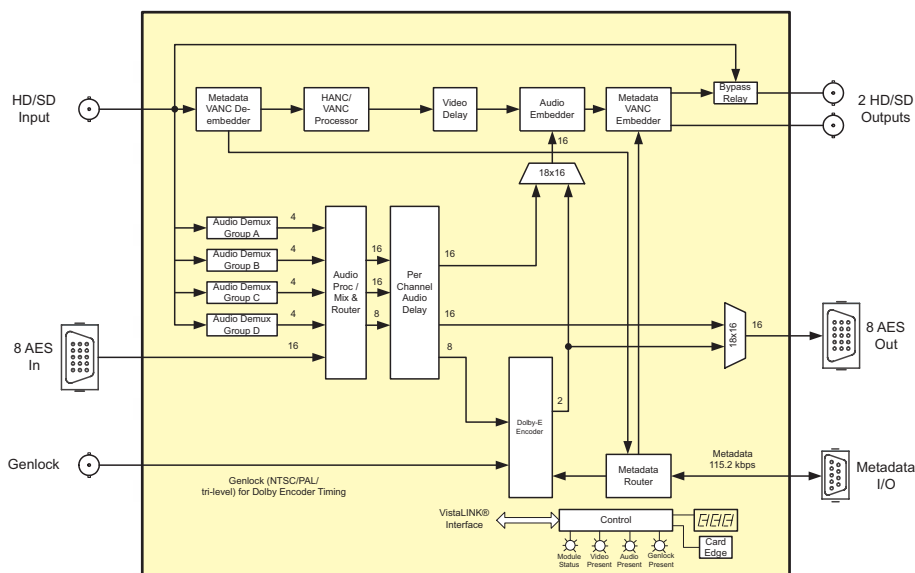 HD/SD
Input
Metadata
VANC De-
embedder
HANC/
VANC
Processor
Video
Delay
Audio
Embedder
Metadata
VANC
Embedder
Bypass
Relay
2 HD/SD
Outputs
16
18x16
Audio Demux
Group A
4
Audio Demux
Group B
4
Audio Demux
Group C
4
Audio Demux
Group D
4
Audio
Proc /
Mix &
Router
16
16
8
Per
Channel
Audio
Delay
16
16
8
8 AES
In
16
18x16
16
8 AES
Out
Dolby-E
Encoder
2
Genlock
Genlock (NTSC/PAL/
tri-level) for Dolby Encoder Timing
Metadata
Router
Metadata
115.2 kbps
Metadata
I/O
VistaLINK®
Interface
Control
Card
Edge
Module
Status
Video
Present
Audio
Present
Genlock
Present